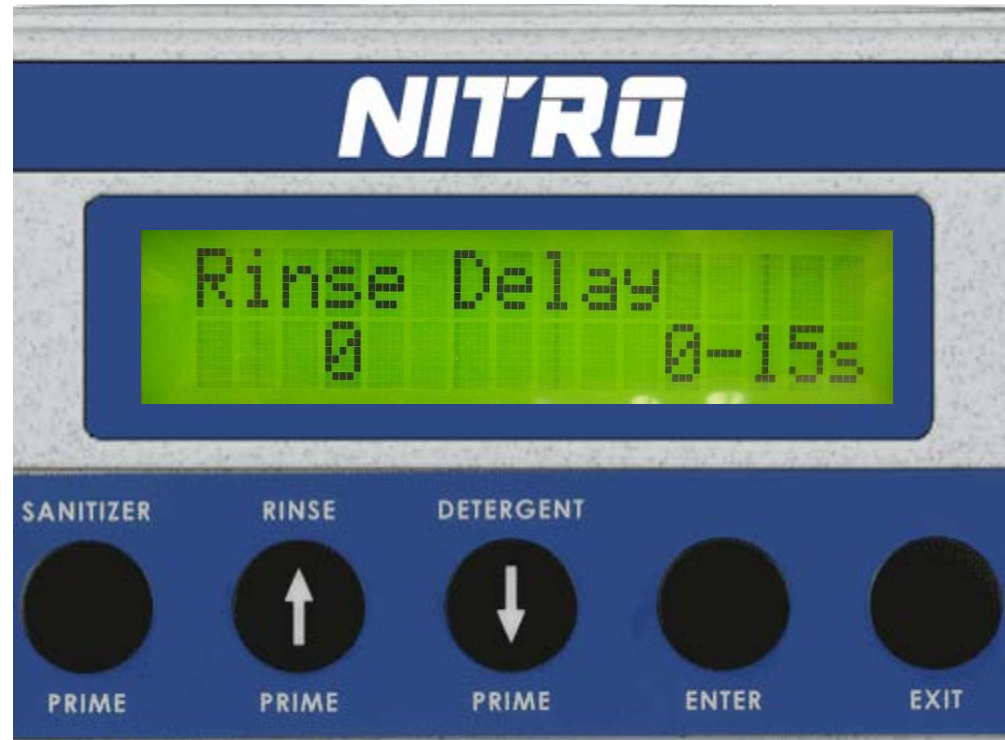 NITRO
Rinse Delay
0 0-15s
SANITIZER RINSE DETERGENT
PRIME PRIME PRIME ENTER EXIT